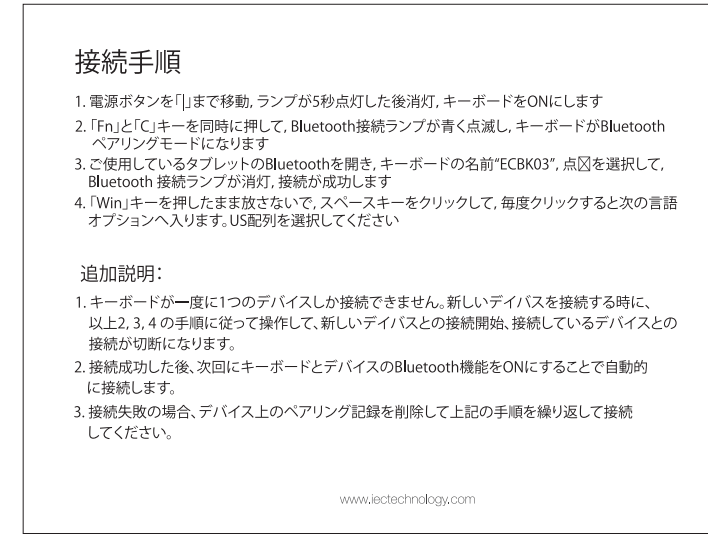 接続手順
1. 電源ボタンを「|」まで移動, ランプが5秒点灯した後消灯, キーボードをONにします
2. 「Fn」と「C」キーを同時に押して, Bluetooth接続ランプが青く点滅し, キーボードがBluetooth
ペアリングモードになります
3. ご使用しているタブレットのBluetoothを開き, キーボードの名前“ECBK03”, 点☒を選択して,
Bluetooth 接続ランプが消灯, 接続が成功します
4. 「Win」キーを押したまま放さないで, スペースキーをクリックして, 毎度クリックすると次の言語
オプションへ入ります。US配列を選択してください
追加説明：
1. キーボードが一度に1つのデバイスしか接続できません。新しいデイバスを接続する時に、
以上2, 3, 4 の手順に従って操作して、新しいデイバスとの接続開始、接続しているデバイスとの
接続が切断になります。
2. 接続成功した後、次回にキーボードとデバイスのBluetooth機能をONにすることで自動的
に接続します。
3. 接続失敗の場合、デバイス上のペアリング記録を削除して上記の手順を繰り返して接続
してください。
www.iectechnology.com